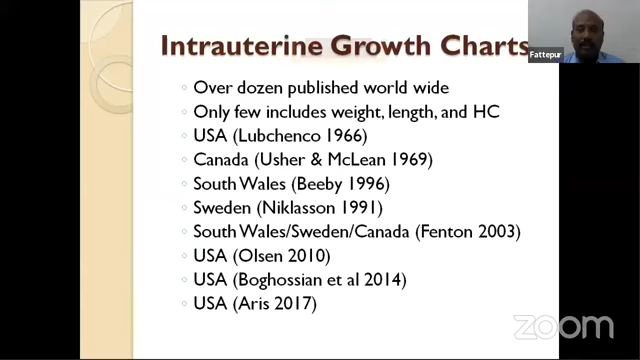 Intrauterine Growth Charts
Fattepur
Over dozen published world wide
Only few includes weight, length, and HC
USA (Lubchenco 1966)
Canada (Usher & McLean 1969)
South Wales (Beeby 1996)
Sweden (Niklasson 1991)
South Wales/Sweden/Canada (Fenton 2003)
USA (Olsen 2010)
USA (Boghossian et al 2014)
USA (Aris 2017)
zoom